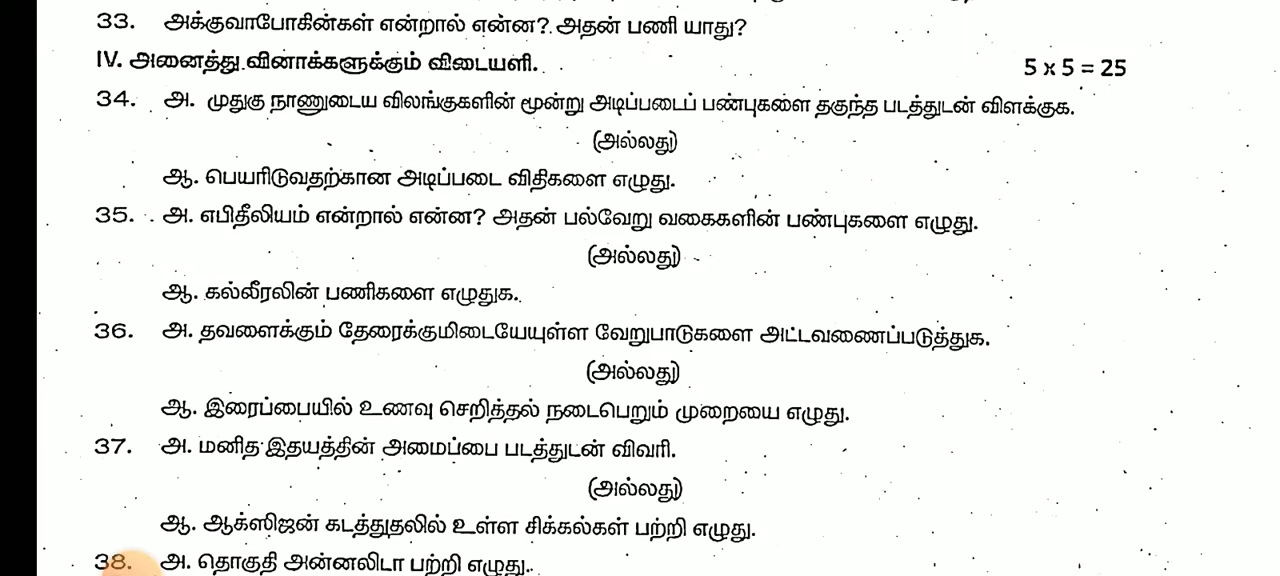 33. அக்குவாபோகின்கள் என்றால் என்ன? அதன் பணி யாது?
IV. அனைத்து வினாக்களுக்கும் விடையளி. 5 x 5 = 25
34. அ. முதுகு நாணுடைய விலங்குகளின் மூன்று அடிப்படைப் பண்புகளை தகுந்த படத்துடன் விளக்குக.
(அல்லது)
ஆ. பெயரிடுவதற்கான அடிப்படை விதிகளை எழுது.
35. அ. எபிதீலியம் என்றால் என்ன? அதன் பல்வேறு வகைகளின் பண்புகளை எழுது.
(அல்லது)
ஆ. கல்லீரலின் பணிகளை எழுதுக.
36. அ. தவளைக்கும் தேரைக்குமிடையேயுள்ள வேறுபாடுகளை அட்டவணைப்படுத்துக.
(அல்லது)
ஆ. இரைப்பையில் உணவு செறித்தல் நடைபெறும் முறையை எழுது.
37. அ. மனித இதயத்தின் அமைப்பை படத்துடன் விவரி.
(அல்லது)
ஆ. ஆக்ஸிஜன் கடத்துதலில் உள்ள சிக்கல்கள் பற்றி எழுது.
38. அ. தொகுதி அன்னலிடா பற்றி எழுது.